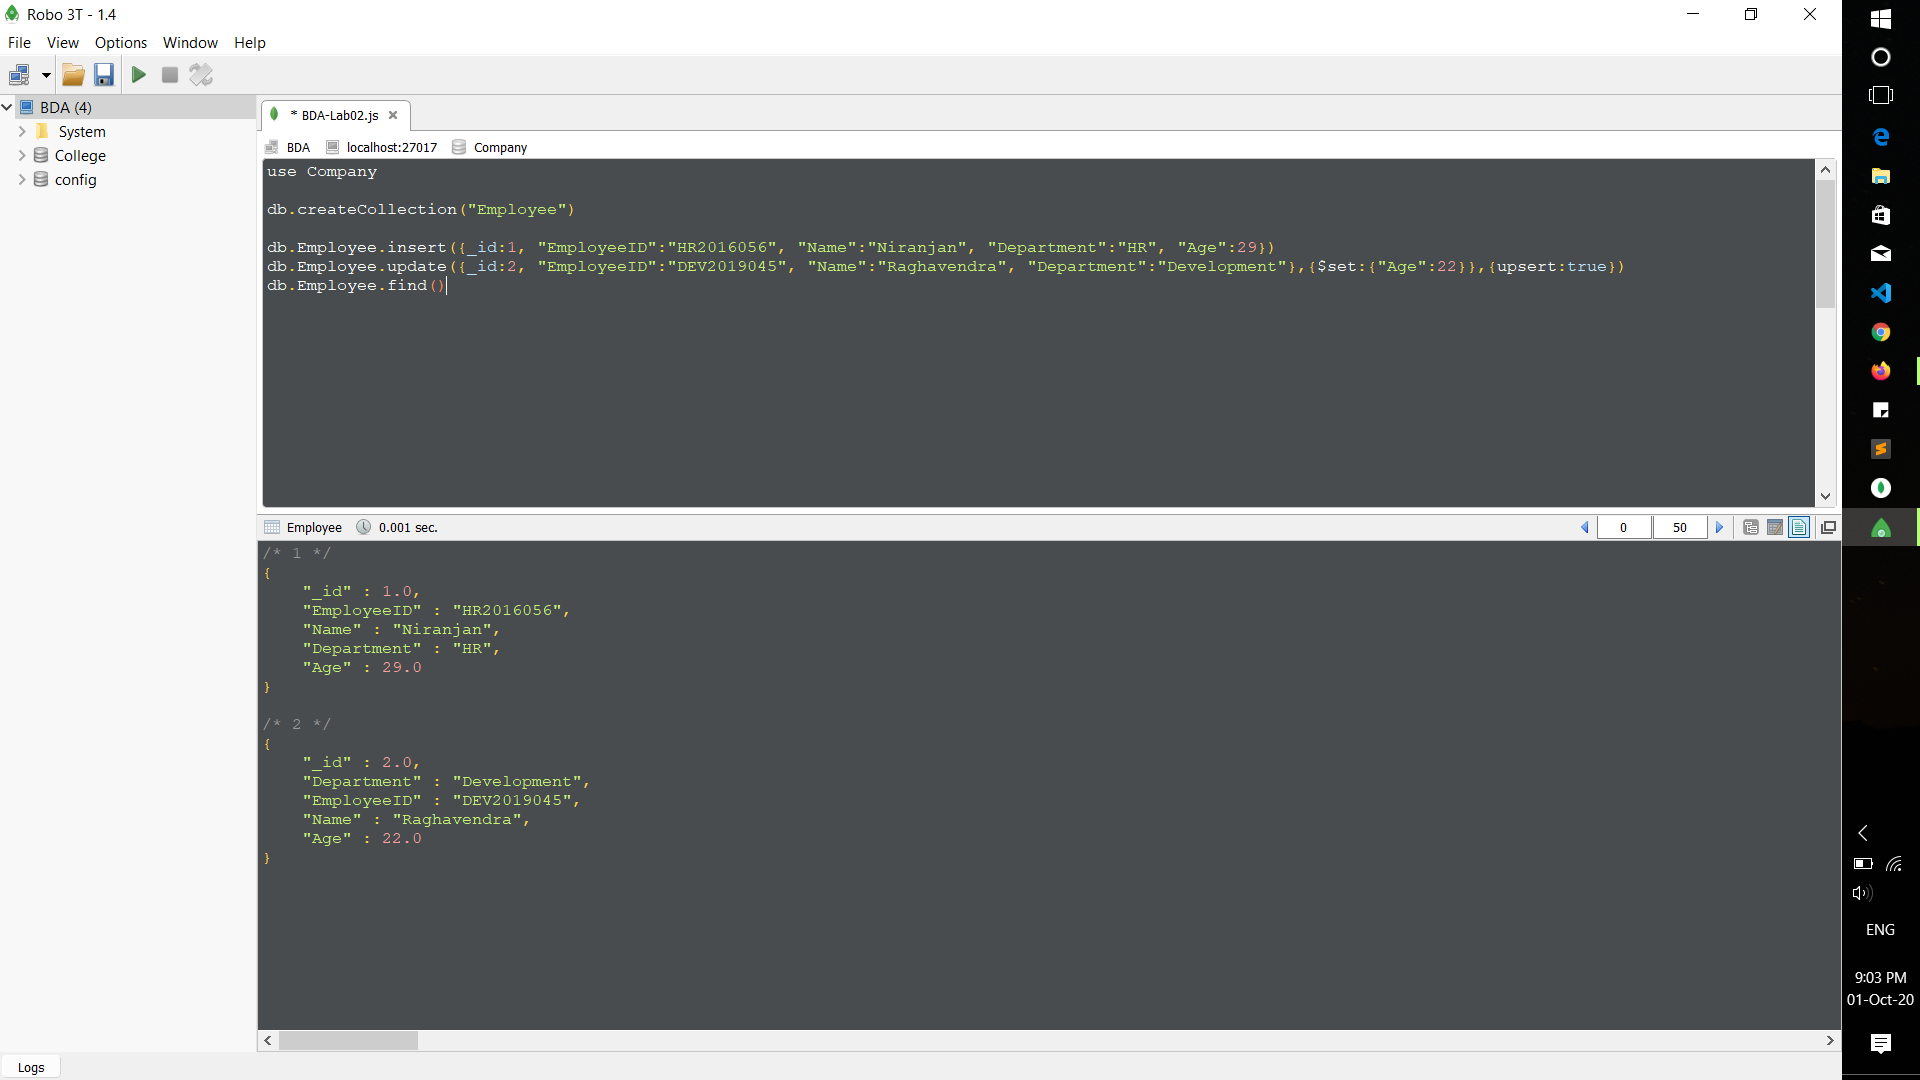 Robo 3T - 1.4
File View Options Window Help
BDA (4)
System
College
config
* BDA-Lab02.js
BDA localhost:27017 Company
use Company
db.createCollection("Employee")
db.Employee.insert({_id:1, "EmployeeID":"HR2016056", "Name":"Niranjan", "Department":"HR", "Age":29})
db.Employee.update({_id:2, "EmployeeID":"DEV2019045", "Name":"Raghavendra", "Department":"Development"},{$set:{"Age":22}},{upsert:true})
db.Employee.find()
Employee 0.001 sec. 0 50
/* 1 */
{
"_id" : 1.0,
"EmployeeID" : "HR2016056",
"Name" : "Niranjan",
"Department" : "HR",
"Age" : 29.0
}
/* 2 */
{
"_id" : 2.0,
"Department" : "Development",
"EmployeeID" : "DEV2019045",
"Name" : "Raghavendra",
"Age" : 22.0
}
Logs
ENG
9:03 PM
01-Oct-20